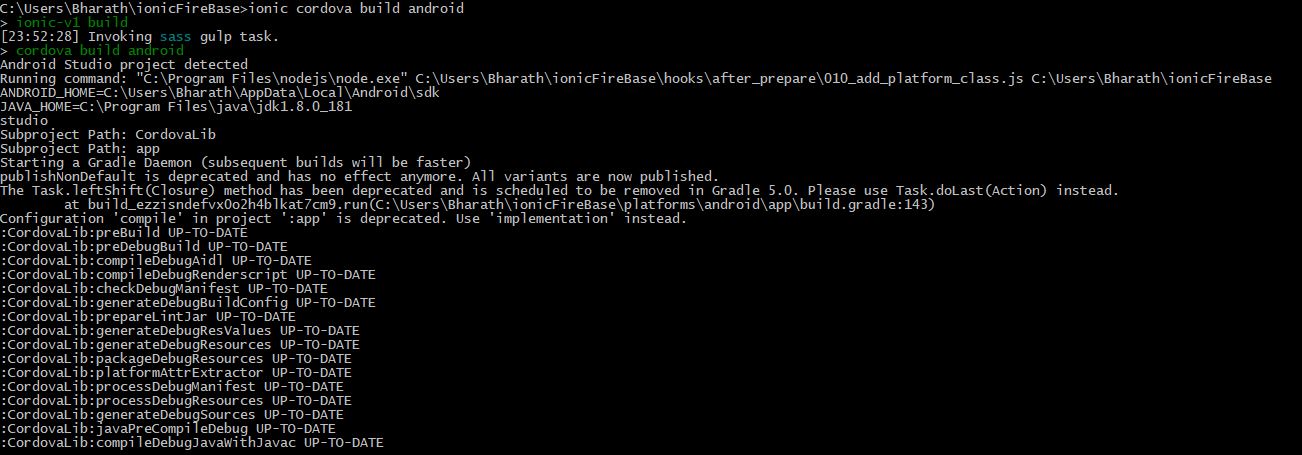 C:\Users\Bharath\ionicFireBase>ionic cordova build android
> ionic-v1 build
[23:52:28] Invoking sass gulp task.
> cordova build android
Android Studio project detected
Running command: "C:\Program Files\nodejs\node.exe" C:\Users\Bharath\ionicFireBase\hooks\after_prepare\010_add_platform_class.js C:\Users\Bharath\ionicFireBase
ANDROID_HOME=C:\Users\Bharath\AppData\Local\Android\sdk
JAVA_HOME=C:\Program Files\java\jdk1.8.0_181
studio
Subproject Path: CordovaLib
Subproject Path: app
Starting a Gradle Daemon (subsequent builds will be faster)
publishNonDefault is deprecated and has no effect anymore. All variants are now published.
The Task.leftShift(Closure) method has been deprecated and is scheduled to be removed in Gradle 5.0. Please use Task.doLast(Action) instead.
at build_ezzisndefvx0o2h4blkat7cm9.run(C:\Users\Bharath\ionicFireBase\platforms\android\app\build.gradle:143)
Configuration 'compile' in project ':app' is deprecated. Use 'implementation' instead.
:CordovaLib:preBuild UP-TO-DATE
:CordovaLib:preDebugBuild UP-TO-DATE
:CordovaLib:compileDebugAidl UP-TO-DATE
:CordovaLib:compileDebugRenderscript UP-TO-DATE
:CordovaLib:checkDebugManifest UP-TO-DATE
:CordovaLib:generateDebugBuildConfig UP-TO-DATE
:CordovaLib:prepareLintJar UP-TO-DATE
:CordovaLib:generateDebugResValues UP-TO-DATE
:CordovaLib:generateDebugResources UP-TO-DATE
:CordovaLib:packageDebugResources UP-TO-DATE
:CordovaLib:platformAttrExtractor UP-TO-DATE
:CordovaLib:processDebugManifest UP-TO-DATE
:CordovaLib:processDebugResources UP-TO-DATE
:CordovaLib:generateDebugSources UP-TO-DATE
:CordovaLib:javaPreCompileDebug UP-TO-DATE
:CordovaLib:compileDebugJavaWithJavac UP-TO-DATE